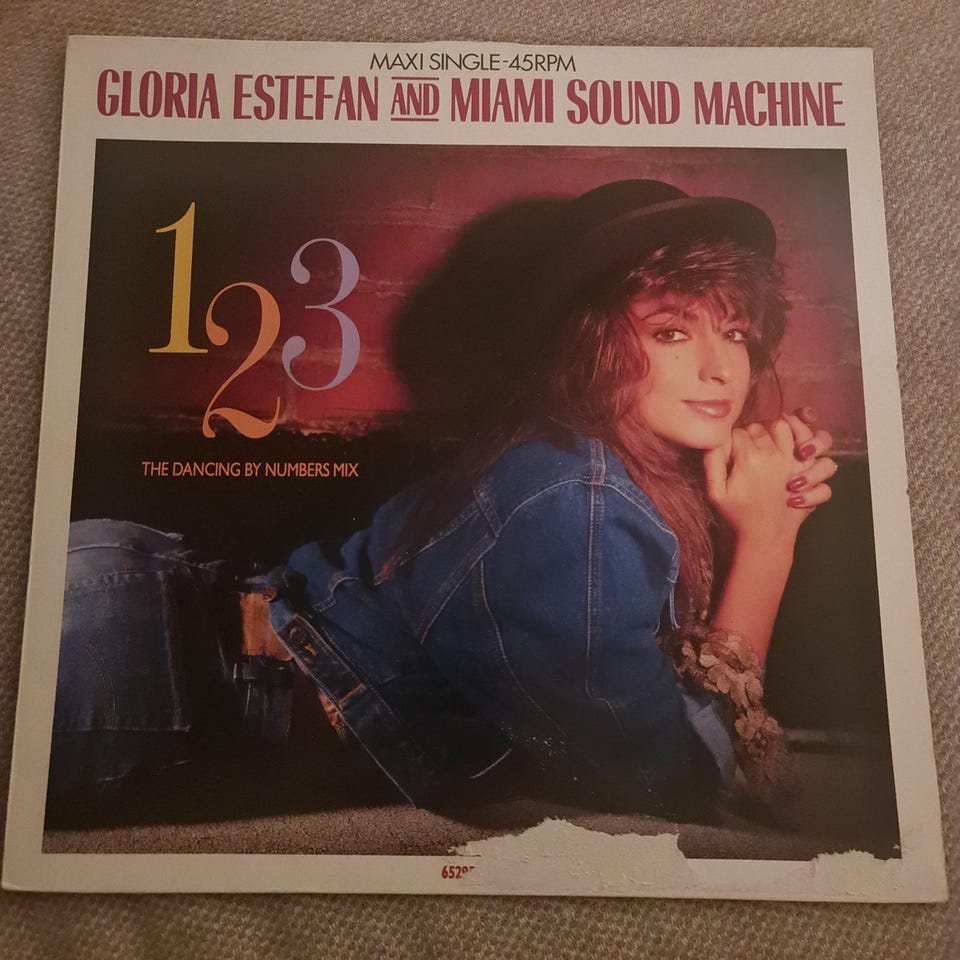 MAXI SINGLE-45RPM
GLORIA ESTEFAN AND MIAMI SOUND MACHINE
1
2
3
THE DANCING BY NUMBERS MIX